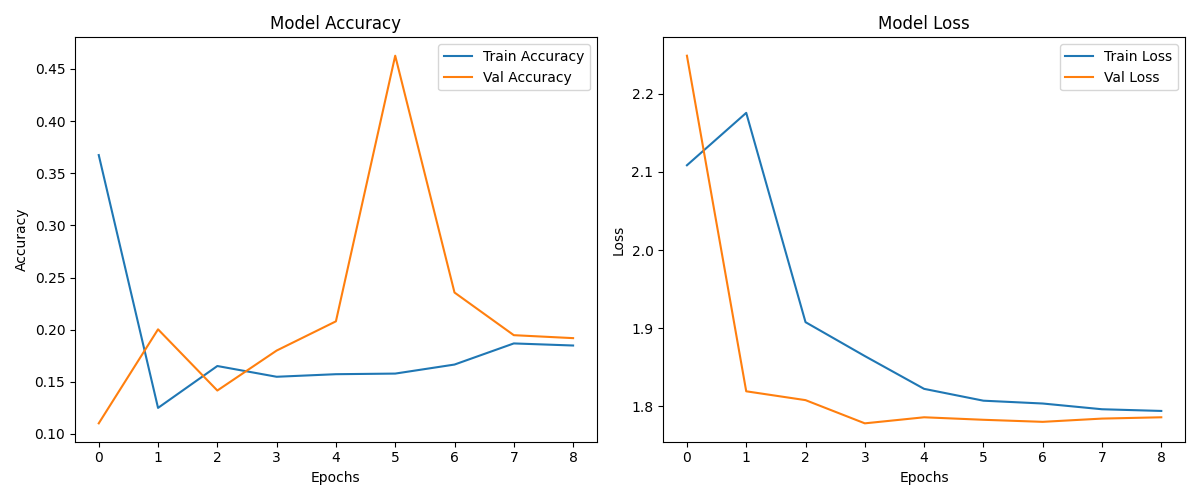 Model Accuracy
Train Accuracy
Val Accuracy
Accuracy
0.45
0.40
0.35
0.30
0.25
0.20
0.15
0.10
0 1 2 3 4 5 6 7 8
Epochs
Model Loss
Train Loss
Val Loss
Loss
2.2
2.1
2.0
1.9
1.8
0 1 2 3 4 5 6 7 8
Epochs